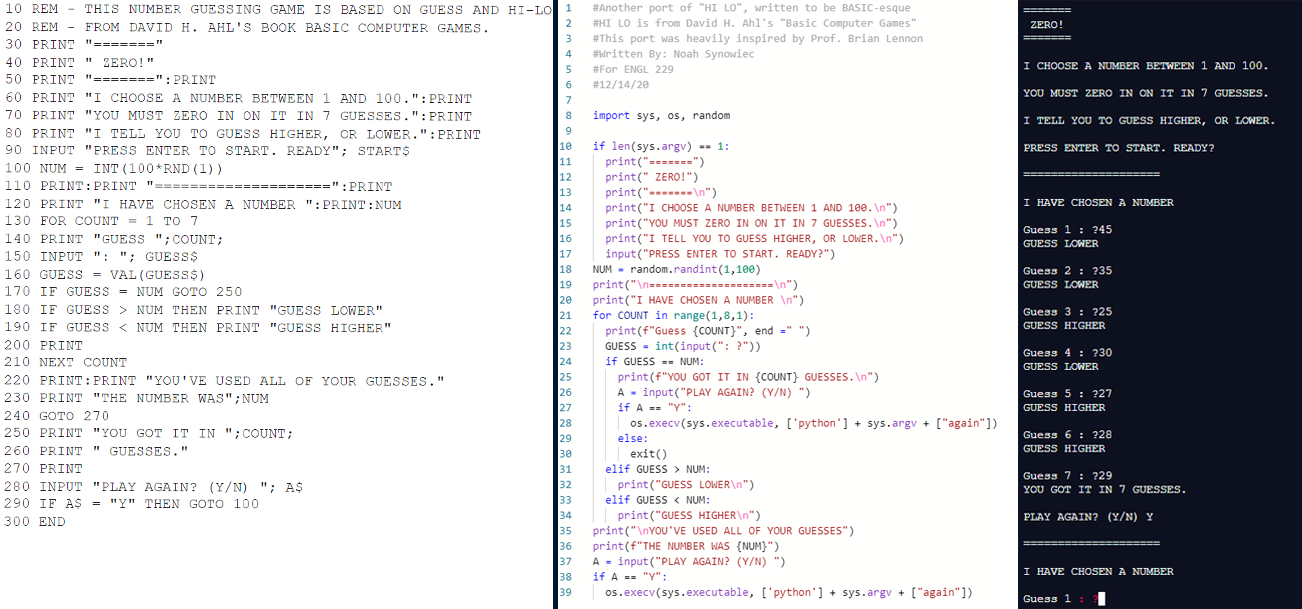 10 REM - THIS NUMBER GUESSING GAME IS BASED ON GUESS AND HI-LO
20 REM - FROM DAVID H. AHL'S BOOK BASIC COMPUTER GAMES.
30 PRINT "======="
40 PRINT " ZERO!"
50 PRINT "=======":PRINT
60 PRINT "I CHOOSE A NUMBER BETWEEN 1 AND 100.":PRINT
70 PRINT "YOU MUST ZERO IN ON IT IN 7 GUESSES.":PRINT
80 PRINT "I TELL YOU TO GUESS HIGHER, OR LOWER.":PRINT
90 INPUT "PRESS ENTER TO START. READY"; START$
100 NUM = INT(100*RND(1))
110 PRINT:PRINT "====================":PRINT
120 PRINT "I HAVE CHOSEN A NUMBER ":PRINT:NUM
130 FOR COUNT = 1 TO 7
140 PRINT "GUESS ";COUNT;
150 INPUT ": "; GUESS$
160 GUESS = VAL(GUESS$)
170 IF GUESS = NUM GOTO 250
180 IF GUESS > NUM THEN PRINT "GUESS LOWER"
190 IF GUESS < NUM THEN PRINT "GUESS HIGHER"
200 PRINT
210 NEXT COUNT
220 PRINT:PRINT "YOU'VE USED ALL OF YOUR GUESSES."
230 PRINT "THE NUMBER WAS";NUM
240 GOTO 270
250 PRINT "YOU GOT IT IN ";COUNT;
260 PRINT " GUESSES."
270 PRINT
280 INPUT "PLAY AGAIN? (Y/N) "; A$
290 IF A$ = "Y" THEN GOTO 100
300 END
1 #Another port of "HI LO", written to be BASIC-esque
2 #HI LO is from David H. Ahl's "Basic Computer Games"
3 #This port was heavily inspired by Prof. Brian Lennon
4 #Written By: Noah Synowiec
5 #For ENGL 229
6 #12/14/20
7
8 import sys, os, random
9
10 if len(sys.argv) == 1:
11 print("=======")
12 print(" ZERO!")
13 print("=======\n")
14 print("I CHOOSE A NUMBER BETWEEN 1 AND 100.\n")
15 print("YOU MUST ZERO IN ON IT IN 7 GUESSES.\n")
16 print("I TELL YOU TO GUESS HIGHER, OR LOWER.\n")
17 input("PRESS ENTER TO START. READY?")
18 NUM = random.randint(1,100)
19 print("\n====================\n")
20 print("I HAVE CHOSEN A NUMBER \n")
21 for COUNT in range(1,8,1):
22 print(f"Guess {COUNT}", end =" ")
23 GUESS = int(input(": ?"))
24 if GUESS == NUM:
25 print(f"YOU GOT IT IN {COUNT} GUESSES.\n")
26 A = input("PLAY AGAIN? (Y/N) ")
27 if A == "Y":
28 os.execv(sys.executable, ['python'] + sys.argv + ["again"])
29 else:
30 exit()
31 elif GUESS > NUM:
32 print("GUESS LOWER\n")
33 elif GUESS < NUM:
34 print("GUESS HIGHER\n")
35 print("\nYOU'VE USED ALL OF YOUR GUESSES")
36 print(f"THE NUMBER WAS {NUM}")
37 A = input("PLAY AGAIN? (Y/N) ")
38 if A == "Y":
39 os.execv(sys.executable, ['python'] + sys.argv + ["again"])
=======
ZERO!
=======
I CHOOSE A NUMBER BETWEEN 1 AND 100.
YOU MUST ZERO IN ON IT IN 7 GUESSES.
I TELL YOU TO GUESS HIGHER, OR LOWER.
PRESS ENTER TO START. READY?
====================
I HAVE CHOSEN A NUMBER
Guess 1 : ?45
GUESS LOWER
Guess 2 : ?35
GUESS LOWER
Guess 3 : ?25
GUESS HIGHER
Guess 4 : ?30
GUESS LOWER
Guess 5 : ?27
GUESS HIGHER
Guess 6 : ?28
GUESS HIGHER
Guess 7 : ?29
YOU GOT IT IN 7 GUESSES.
PLAY AGAIN? (Y/N) Y
====================
I HAVE CHOSEN A NUMBER
Guess 1 : ?